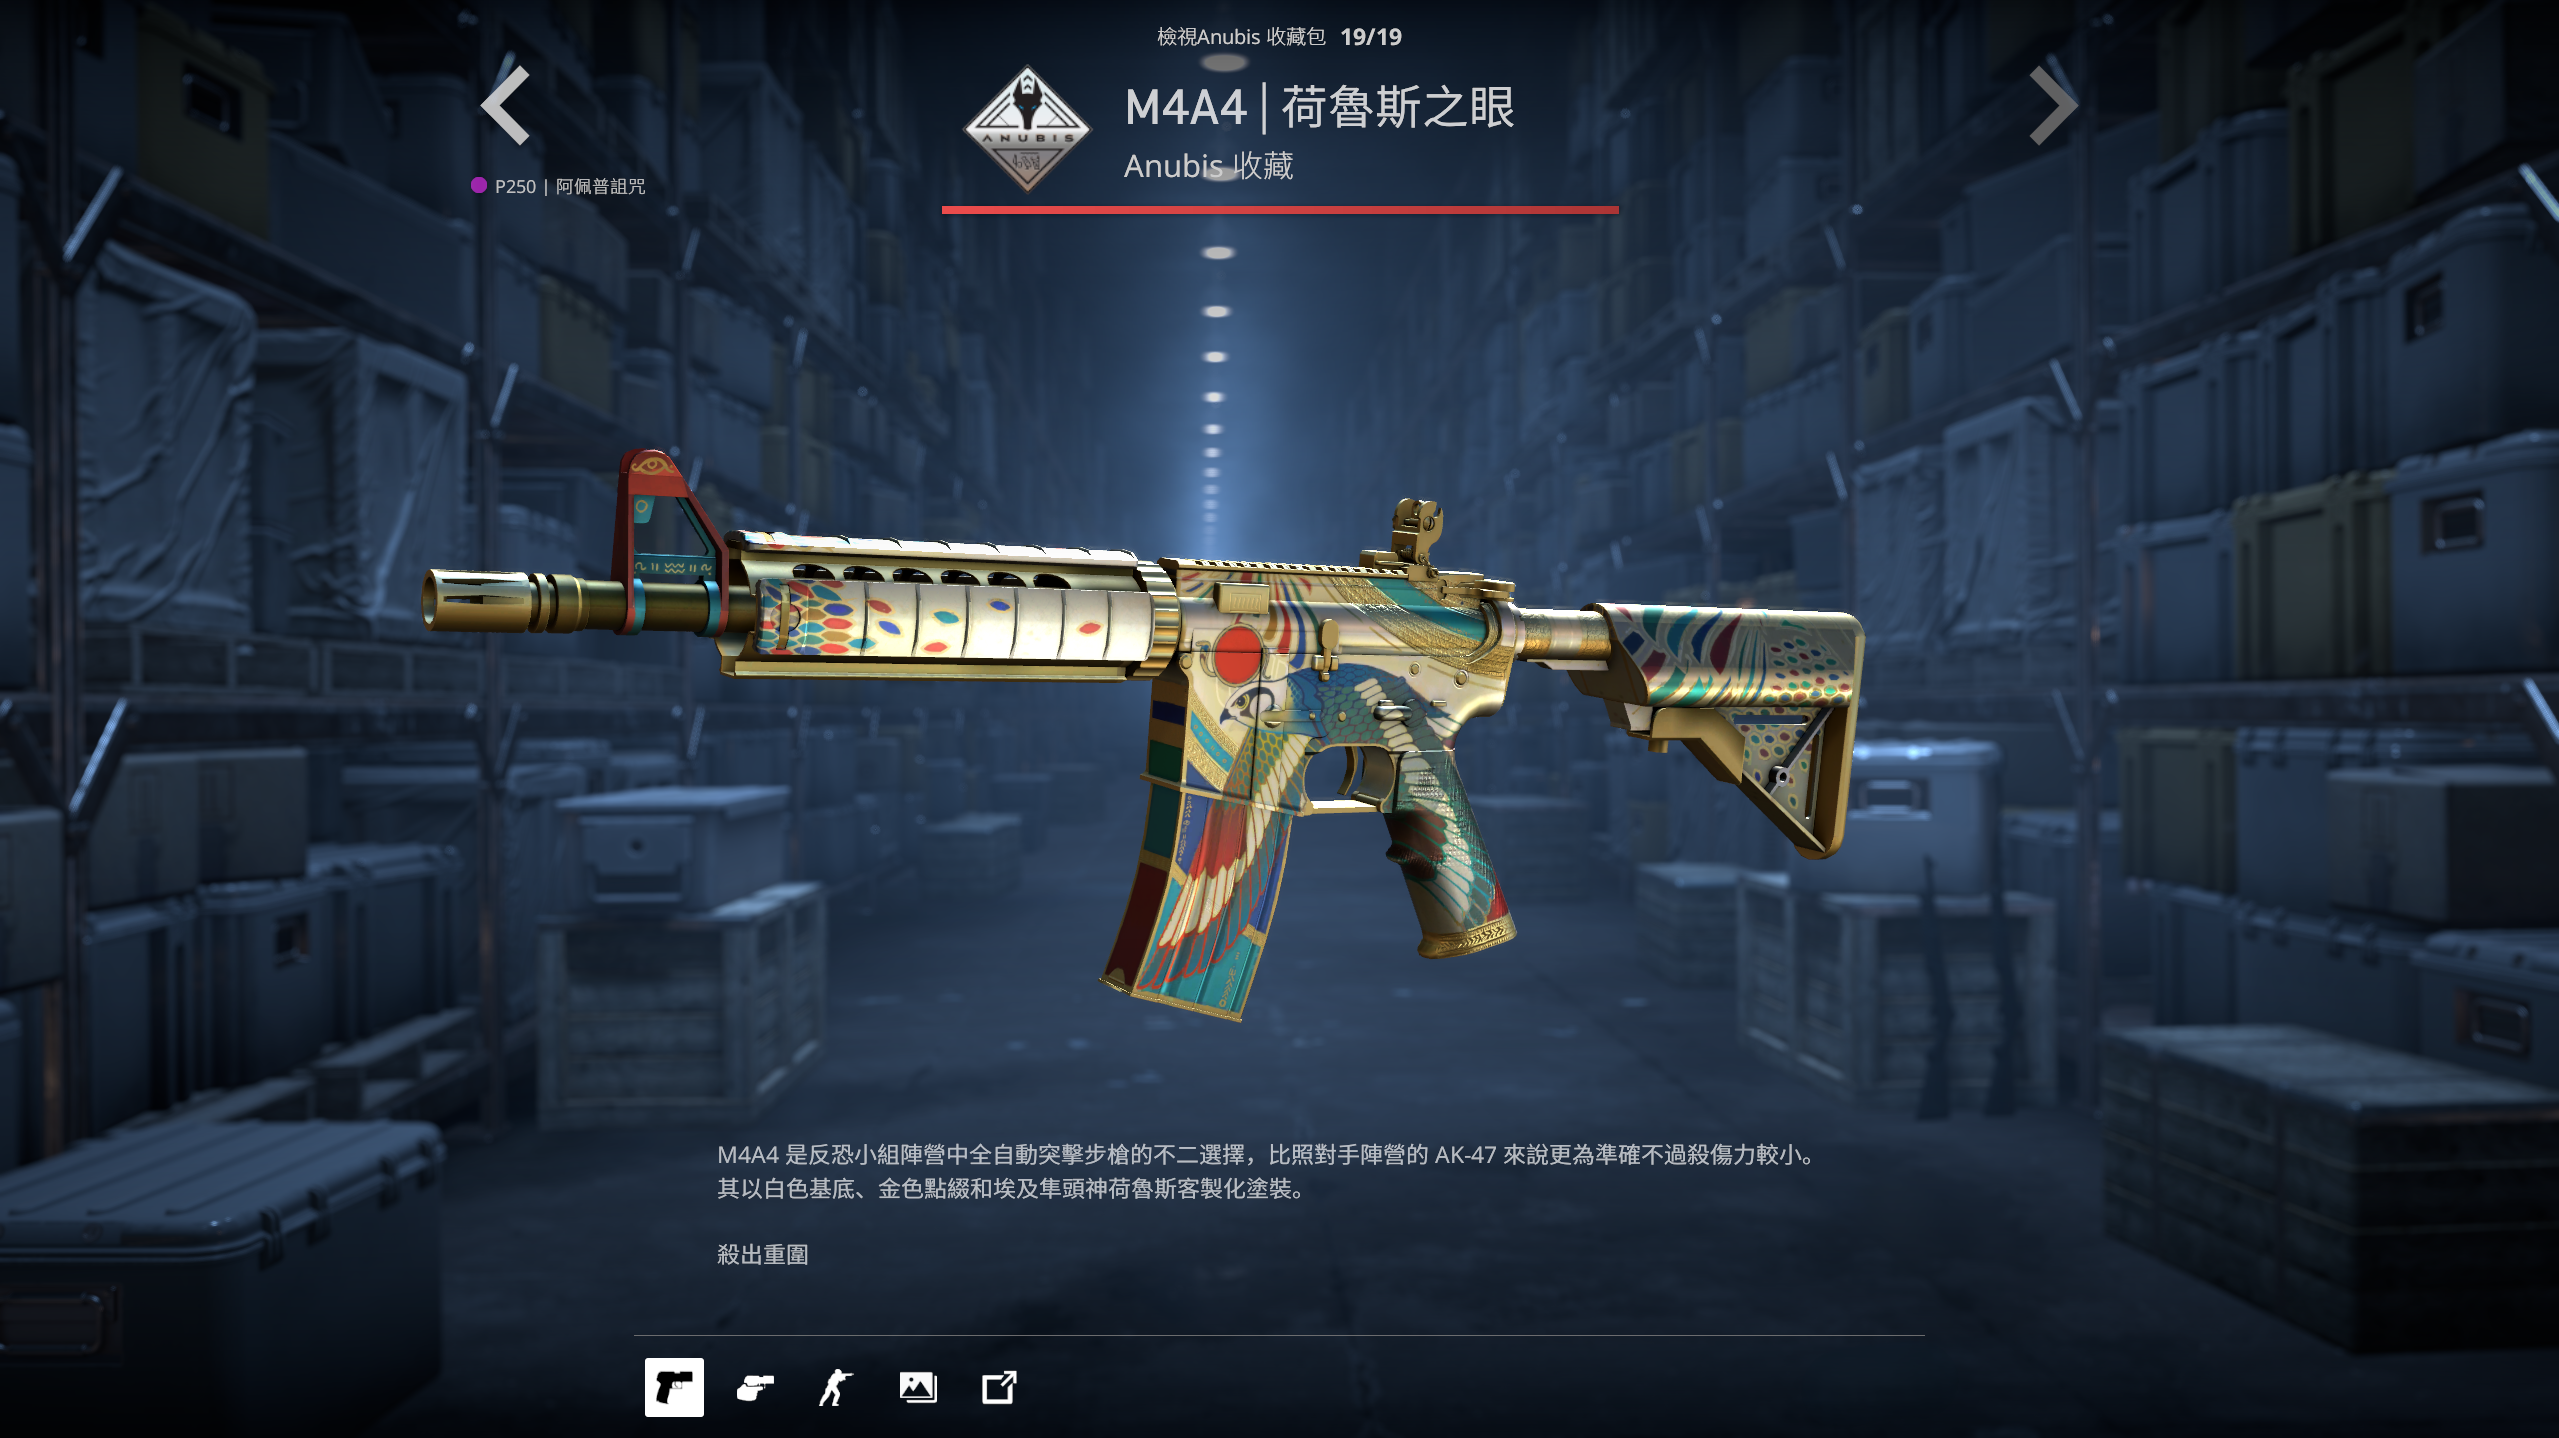 檢視Anubis 收藏包 19/19
M4A4 | 荷魯斯之眼
Anubis 收藏
ANUBIS
P250 | 阿佩普詛咒
M4A4 是反恐小組陣營中全自動突擊步槍的不二選擇，比照對手陣營的 AK-47 來說更為準確不過殺傷力較小。
其以白色基底、金色點綴和埃及隼頭神荷魯斯客製化塗裝。
殺出重圍